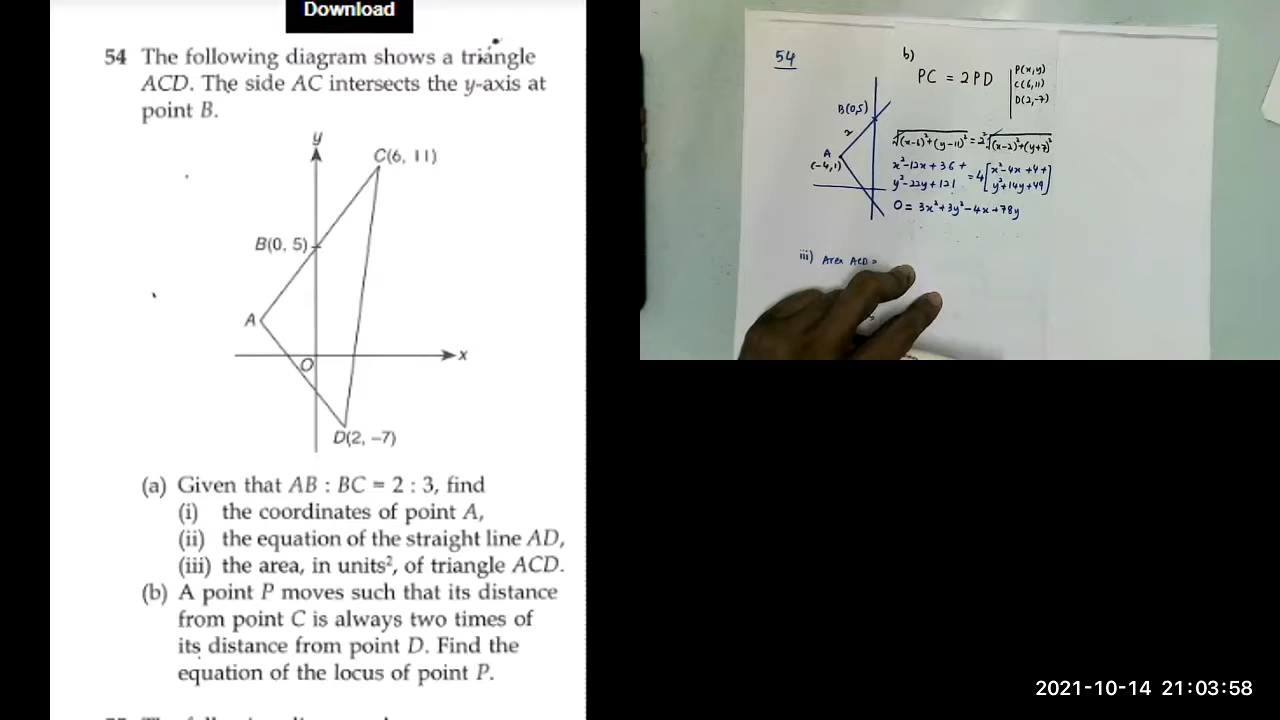 Download
54 The following diagram shows a triangle
ACD. The side AC intersects the y-axis at
point B.
y
C(6, 11)
B(0, 5)
A
O
x
D(2, −7)
(a) Given that AB : BC = 2 : 3, find
(i) the coordinates of point A,
(ii) the equation of the straight line AD,
(iii) the area, in units², of triangle ACD.
(b) A point P moves such that its distance
from point C is always two times of
its distance from point D. Find the
equation of the locus of point P.
54
B(0,5)
2
A
(-4,1)
b)
PC = 2PD
P(x,y)
C(6,11)
D(2,-7)
√(x-6)²+(y-11)² = 2²√(x-2)²+(y+7)²
x²-12x+36+
y²-22y+121 = 4[x²-4x+4+
y²+14y+49]
0 = 3x²+3y²-4x+78y
iii) Area ACD =
2021-10-14 21:03:58